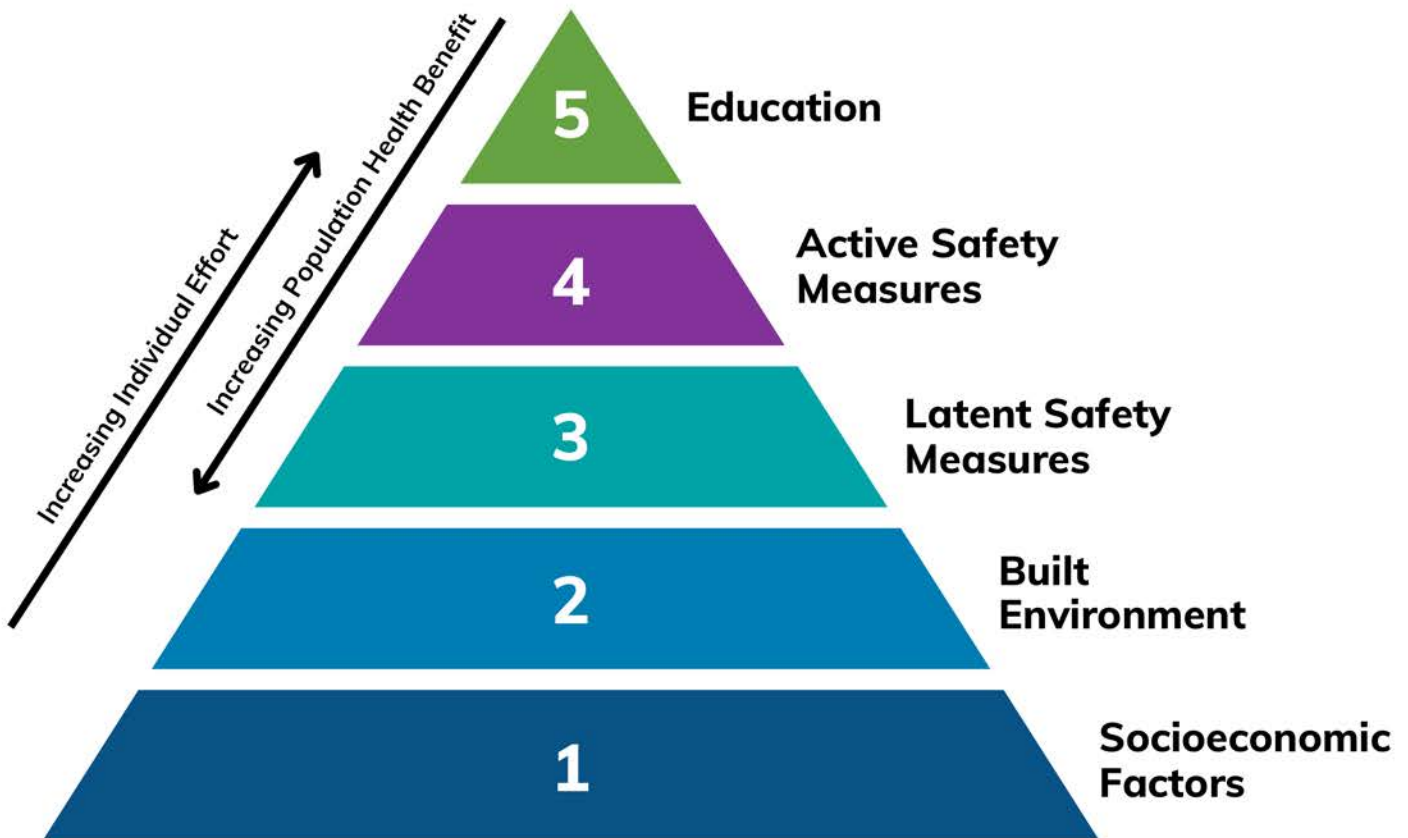 Increasing Individual Effort
Increasing Population Health Benefit
5
Education
4
Active Safety
Measures
3
Latent Safety
Measures
2
Built
Environment
1
Socioeconomic
Factors